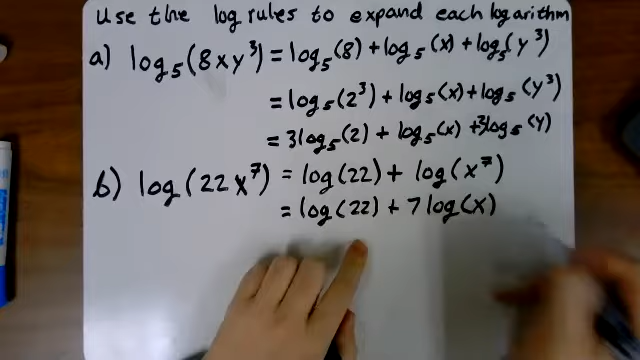 Use the log rules to expand each logarithm
a) log₅(8xy³) = log₅(8) + log₅(x) + log₅(y³)
= log₅(2³) + log₅(x) + log₅(y³)
= 3log₅(2) + log₅(x) + 3log₅(y)
b) log(22x⁷) = log(22) + log(x⁷)
= log(22) + 7log(x)